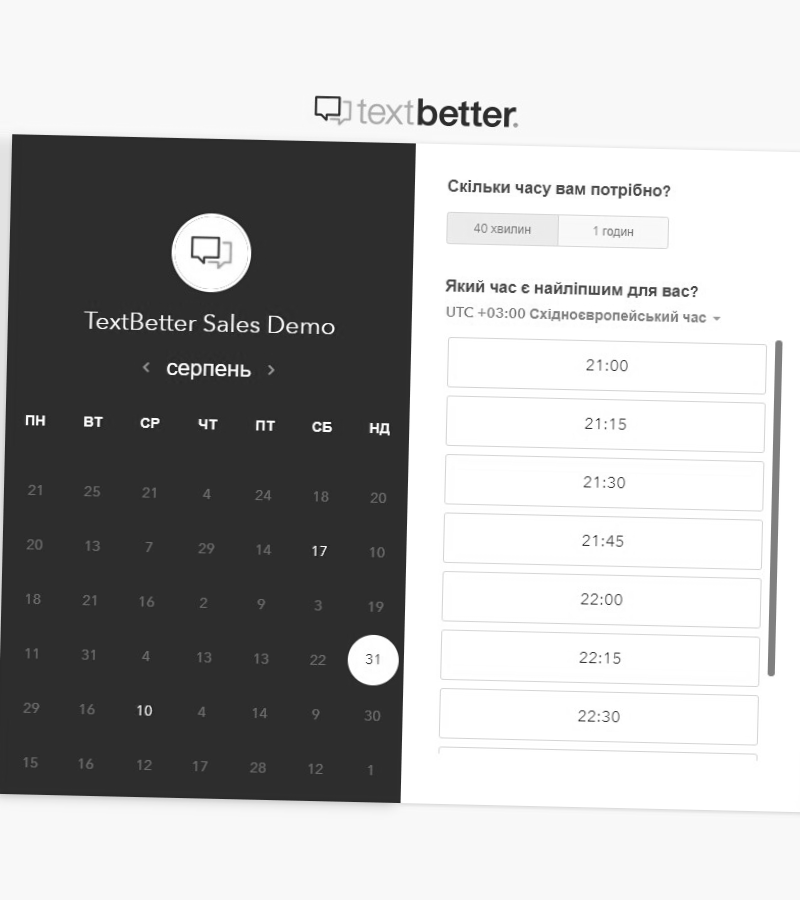 textbetter.
TextBetter Sales Demo
‹ серпень ›
ПН ВТ СР ЧТ ПТ СБ НД
21 25 21 4 24 18 20
20 13 7 29 14 17 10
18 21 16 2 9 3 19
11 31 4 13 13 22 31
29 16 10 4 14 9 30
15 16 12 17 28 12 1
Скільки часу вам потрібно?
40 хвилин 1 годин
Який час є найліпшим для вас?
UTC +03:00 Східноєвропейський час
21:00
21:15
21:30
21:45
22:00
22:15
22:30